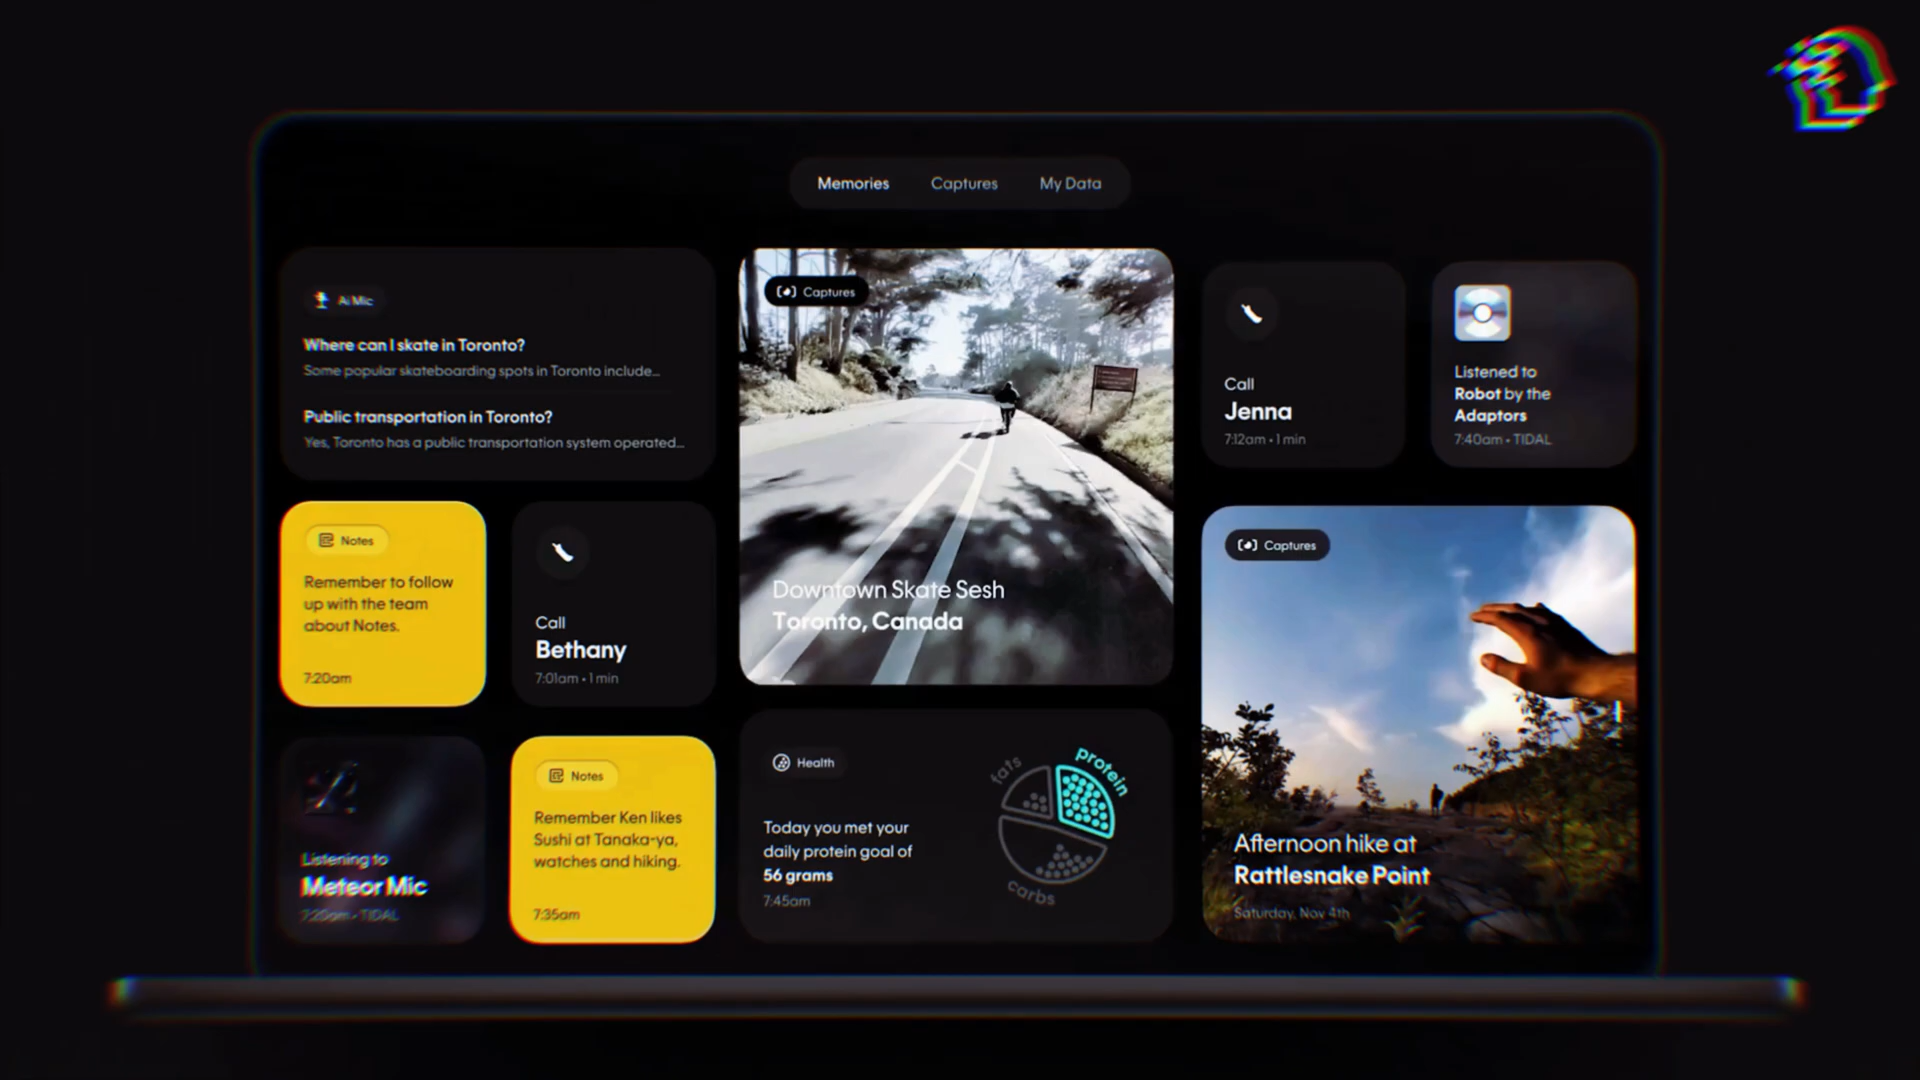 Memories
Captures
My Data
Ai Mic
Where can I skate in Toronto?
Some popular skateboarding spots in Toronto include...
Public transportation in Toronto?
Yes, Toronto has a public transportation system operated...
Notes
Remember to follow
up with the team
about Notes.
7:20am
Call
Bethany
7:01am • 1 min
Listening to
Meteor Mic
7:20am • TIDAL
Notes
Remember Ken likes
Sushi at Tanaka-ya,
watches and hiking.
7:35am
Captures
Downtown Skate Sesh
Toronto, Canada
Health
Today you met your
daily protein goal of
56 grams
7:45am
fats
protein
carbs
Call
Jenna
7:12am • 1 min
Listened to
Robot by the
Adaptors
7:40am • TIDAL
Captures
Afternoon hike at
Rattlesnake Point
Saturday, Nov 4th